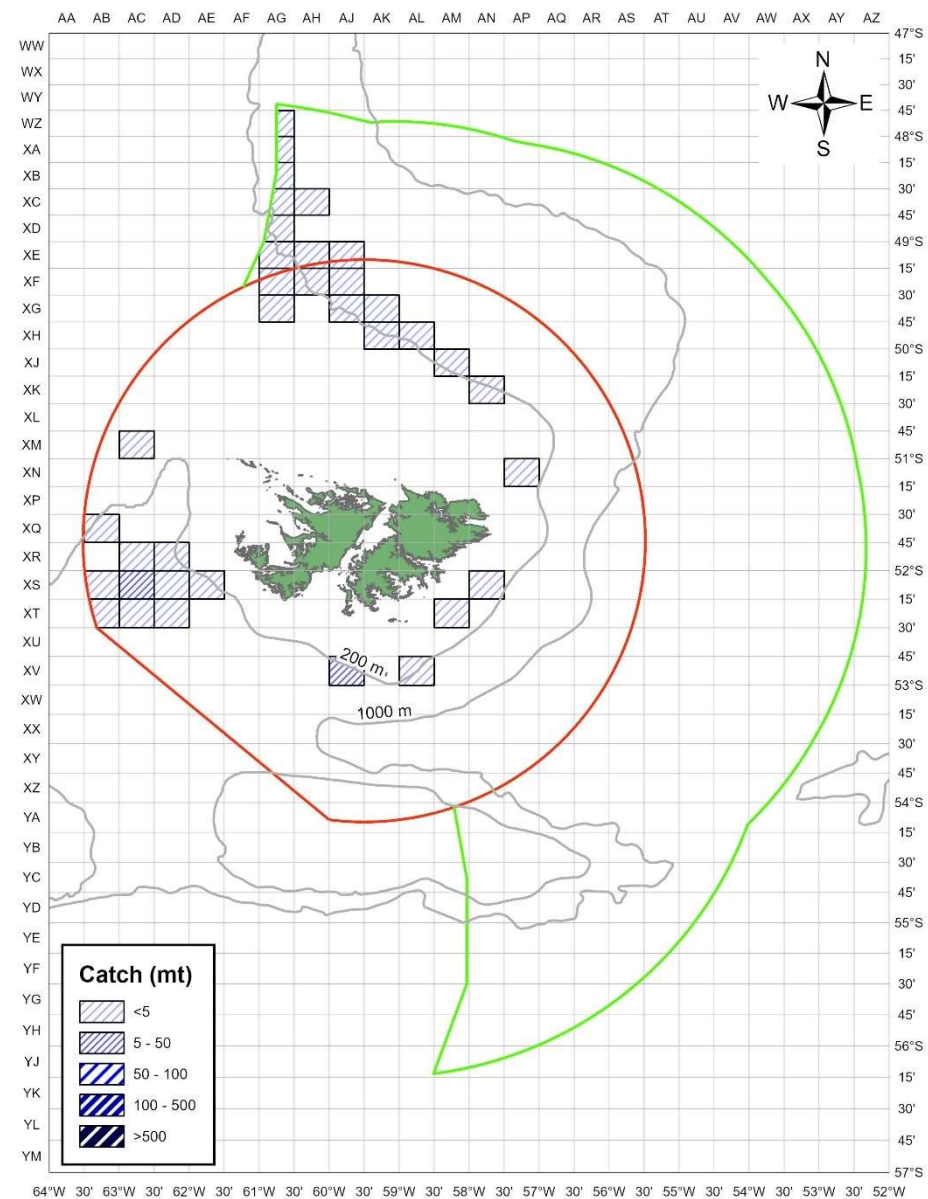 AA AB AC AD AE AF AG AH AJ AK AL AM AN AP AQ AR AS AT AU AV AW AX AY AZ
WW
WX
WY
WZ
XA
XB
XC
XD
XE
XF
XG
XH
XJ
XK
XL
XM
XN
XP
XQ
XR
XS
XT
XU
XV
XW
XX
XY
XZ
YA
YB
YC
YD
YE
YF
YG
YH
YJ
YK
YL
YM
47°S
15'
30'
45'
48°S
15'
30'
45'
49°S
15'
30'
45'
50°S
15'
30'
45'
51°S
15'
30'
45'
52°S
15'
30'
45'
53°S
15'
30'
45'
54°S
15'
30'
45'
55°S
15'
30'
45'
56°S
15'
30'
45'
57°S
N
W E
S
200 m
1000 m
Catch (mt)
<5
5 - 50
50 - 100
100 - 500
>500
64°W 30' 63°W 30' 62°W 30' 61°W 30' 60°W 30' 59°W 30' 58°W 30' 57°W 30' 56°W 30' 55°W 30' 54°W 30' 53°W 30' 52°W